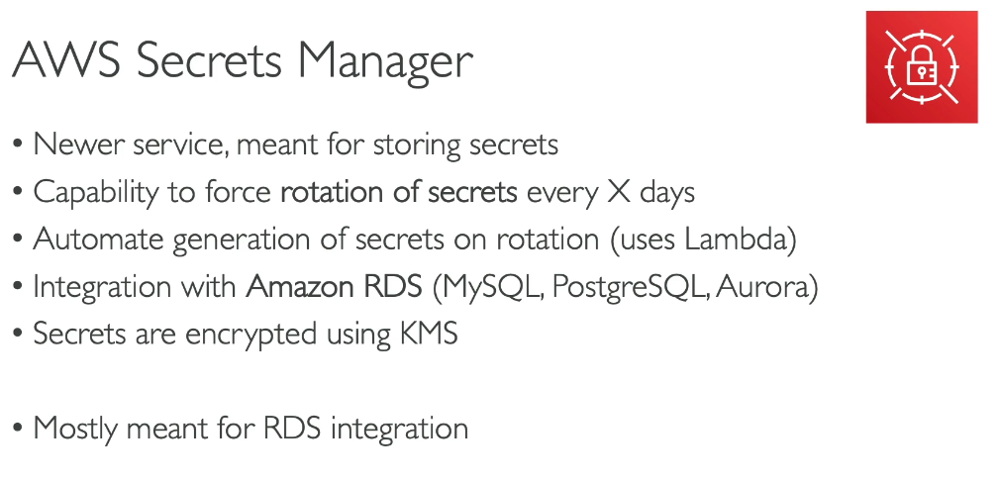 AWS Secrets Manager
• Newer service, meant for storing secrets
• Capability to force rotation of secrets every X days
• Automate generation of secrets on rotation (uses Lambda)
• Integration with Amazon RDS (MySQL, PostgreSQL, Aurora)
• Secrets are encrypted using KMS
• Mostly meant for RDS integration